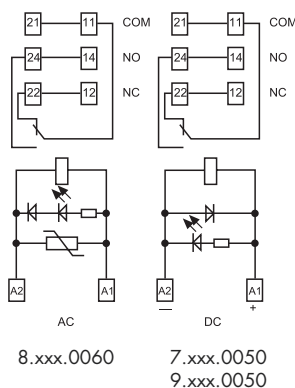 21 11 COM 21 11 COM
24 14 NO 24 14 NO
22 12 NC 22 12 NC
A2 A1 A2 A1
— +
AC DC
8.xxx.0060 7.xxx.0050
9.xxx.0050